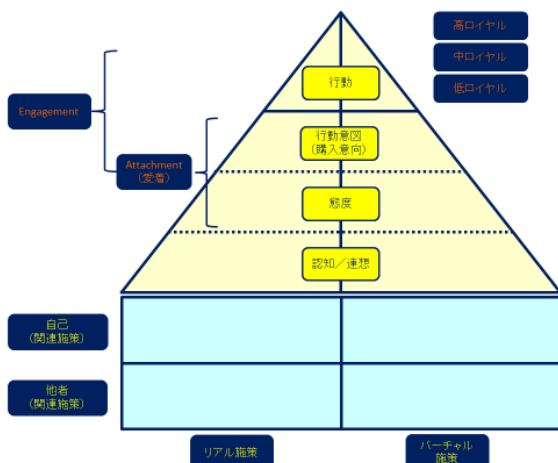 高ロイヤル
中ロイヤル
低ロイヤル
行動
Engagement
行動意図
(購入意向)
Attachment
(愛着)
態度
認知／連想
自己
(関連施策)
他者
(関連施策)
リアル施策
バーチャル
施策